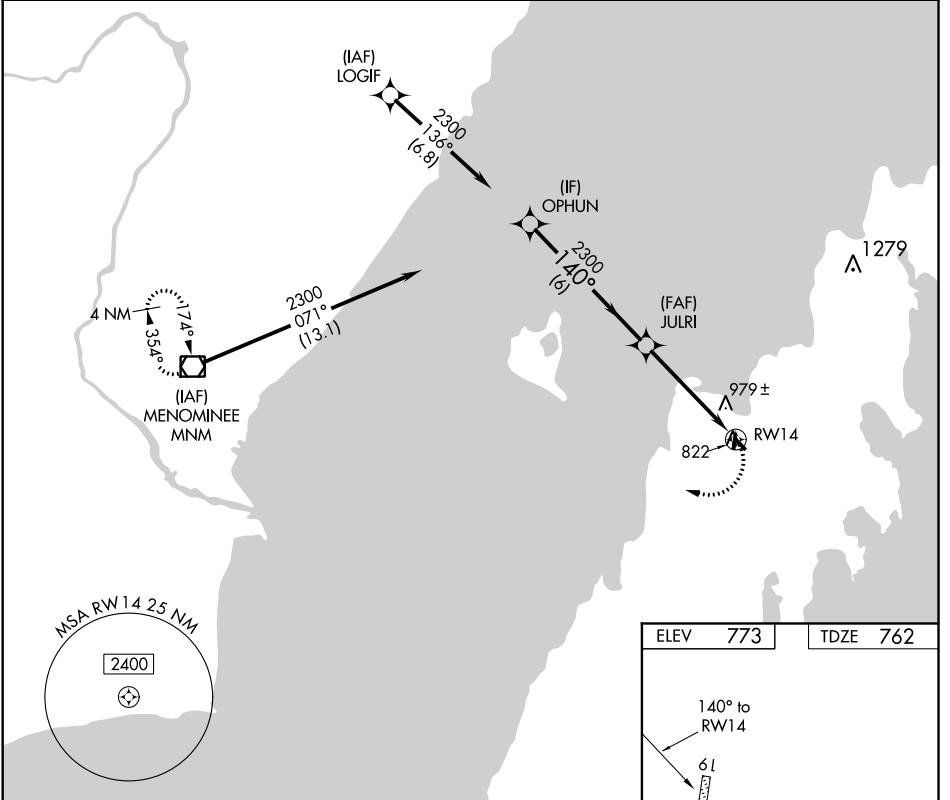 (IAF)
LOGIF
2300
136°
(6.8)
(IF)
OPHUN
2300
140°
(6)
1279
(FAF)
JULRI
2300
071°
(13.1)
4 NM
174°
354°
(IAF)
MENOMINEE
MNM
979 ±
RW14
822
MSA RW14 25 NM
2400
ELEV 773
TDZE 762
140° to
RW14
19